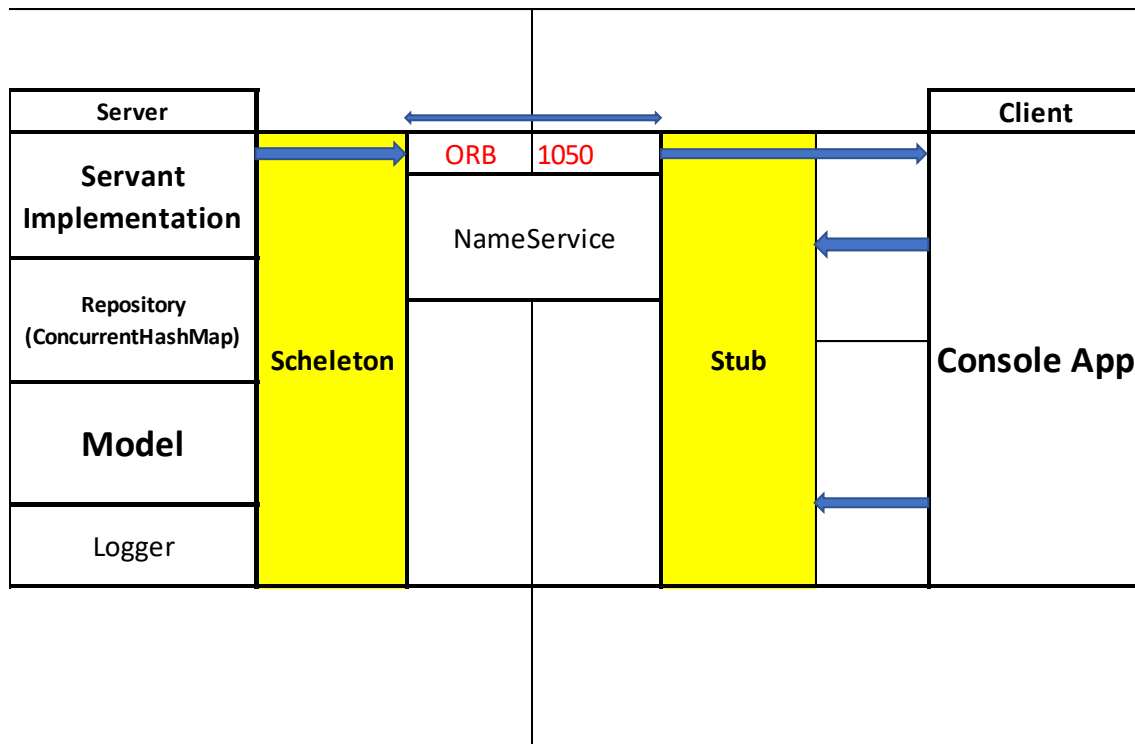 Server
Client
ORB 1050
Servant
Implementation
NameService
Repository
(ConcurrentHashMap)
Scheleton
Stub
Console App
Model
Logger